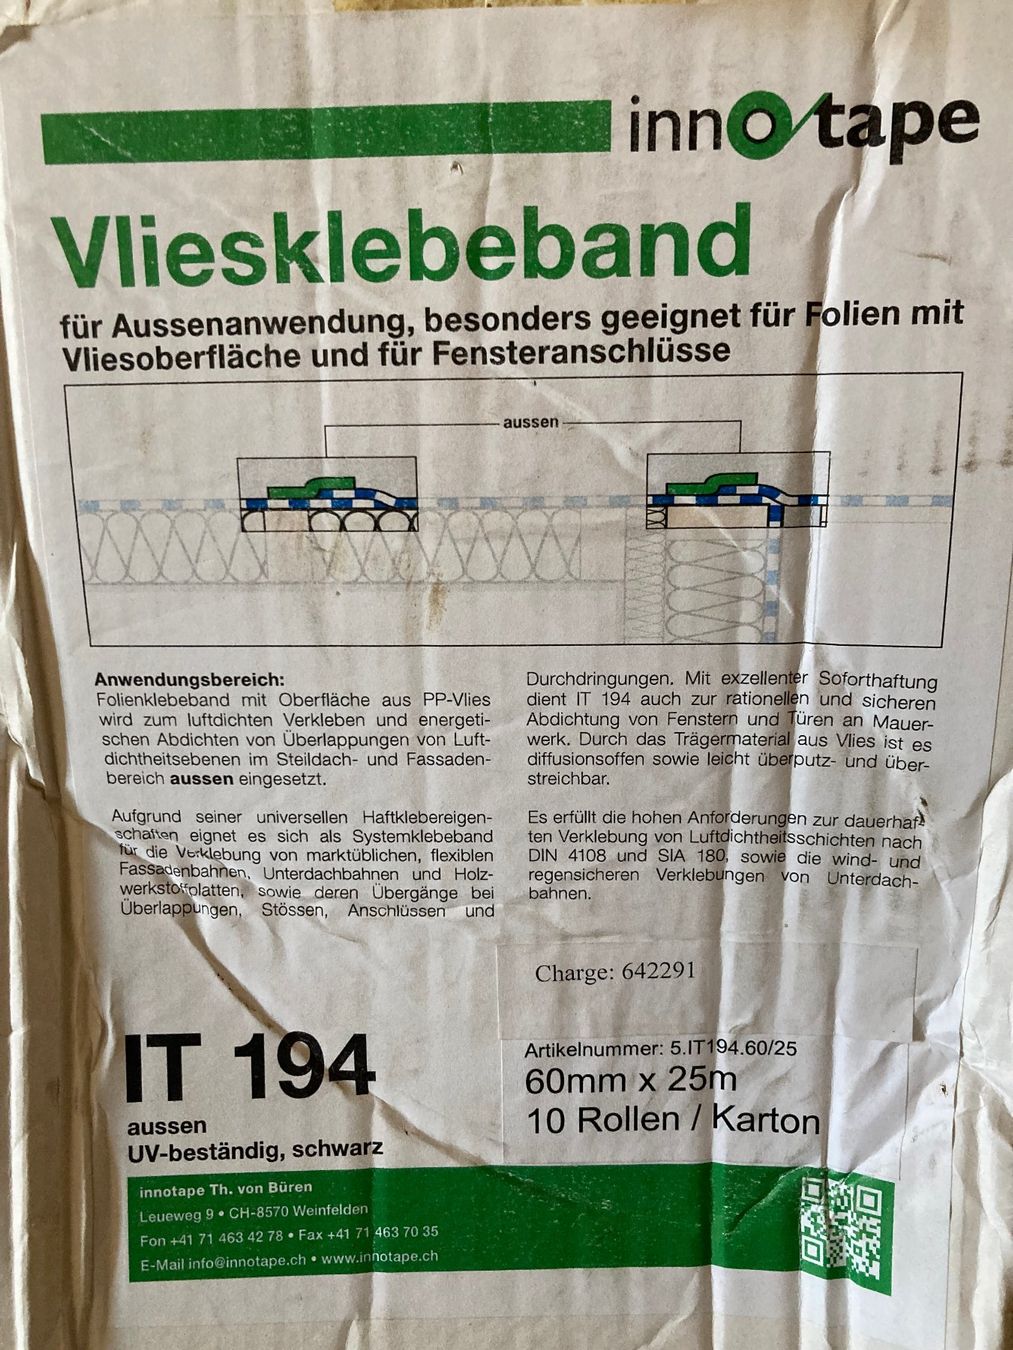 innotape
Vliesklebeband
für Aussenanwendung, besonders geeignet für Folien mit
Vliesoberfläche und für Fensteranschlüsse
aussen
Anwendungsbereich:
Folienklebeband mit Oberfläche aus PP-Vlies
wird zum luftdichten Verkleben und energeti-
schen Abdichten von Überlappungen von Luft-
dichtheitsebenen im Steildach- und Fassaden-
bereich aussen eingesetzt.
Aufgrund seiner universellen Haftklebereigen-
schaften eignet es sich als Systemklebeband
für die Verklebung von marktüblichen, flexiblen
Fassadenbahnen, Unterdachbahnen und Holz-
werkstoffplatten, sowie deren Übergänge bei
Überlappungen, Stössen, Anschlüssen und
Durchdringungen. Mit exzellenter Soforthaftung
dient IT 194 auch zur rationellen und sicheren
Abdichtung von Fenstern und Türen an Mauer-
werk. Durch das Trägermaterial aus Vlies ist es
diffusionsoffen sowie leicht überputz- und über-
streichbar.
Es erfüllt die hohen Anforderungen zur dauerhaf-
ten Verklebung von Luftdichtheitsschichten nach
DIN 4108 und SIA 180, sowie die wind- und
regensicheren Verklebungen von Unterdach-
bahnen.
Charge: 642291
IT 194
aussen
UV-beständig, schwarz
Artikelnummer: 5.IT194.60/25
60mm x 25m
10 Rollen / Karton
innotape Th. von Büren
Leueweg 9 • CH-8570 Weinfelden
Fon +41 71 463 42 78 • Fax +41 71 463 70 35
E-Mail info@innotape.ch • www.innotape.ch